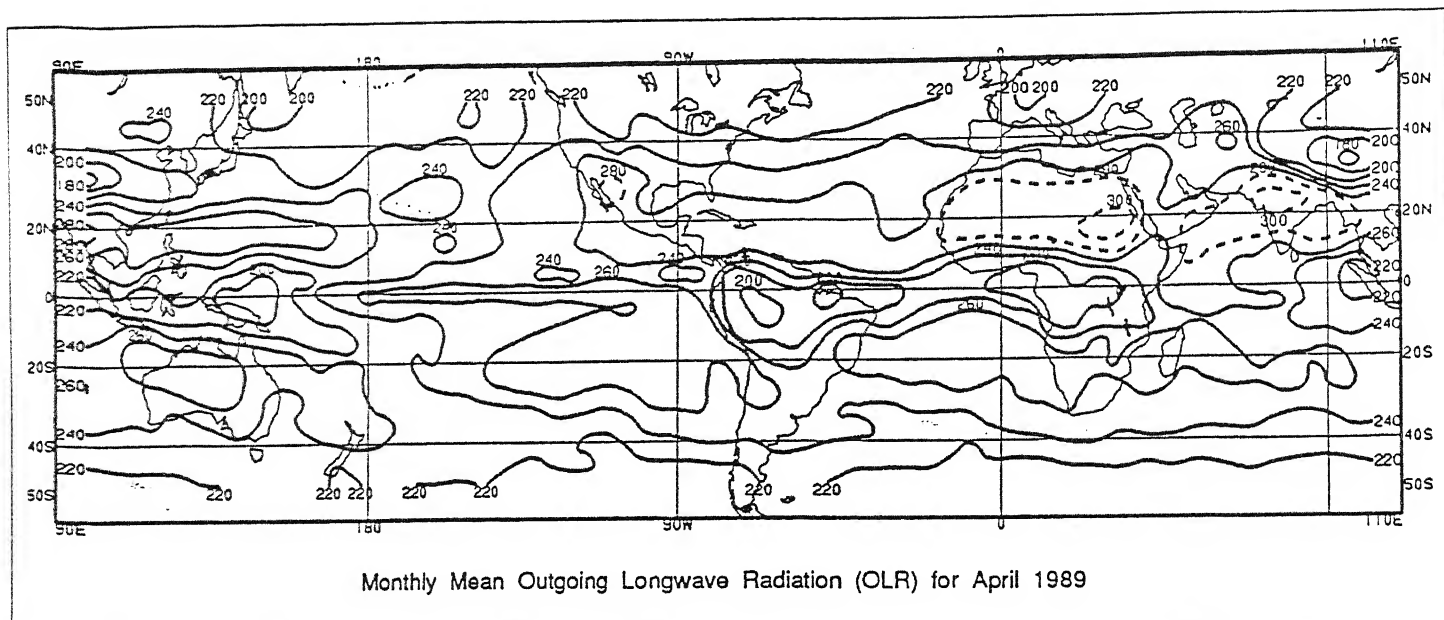 90E 180 90W 0 110E
50N 220 200 200 220 220 220 220 220 200 200 220 220 220 50N
240 260
40N 40N
200 180 200
180 240 280 200
240 300 240
20N 300 20N
260
260 240 260 240 220
220 200
0 0
220 260 220
240 240
20S 20S
260
240 240
40S 40S
220 220
50S 220 220 220 220 220 220 220 50S
90E 180 90W 0 110E
Monthly Mean Outgoing Longwave Radiation (OLR) for April 1989